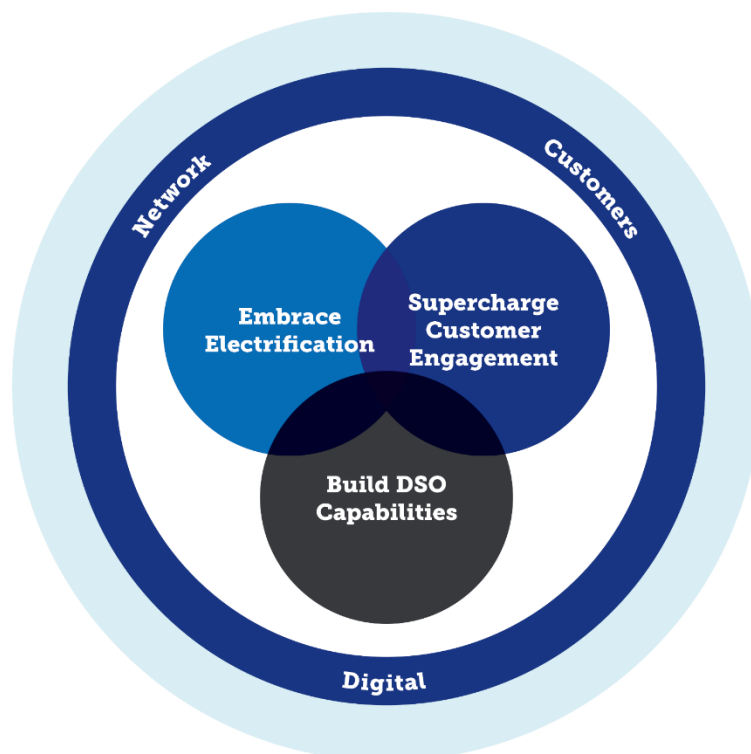 Network
Customers
Embrace
Electrification
Supercharge
Customer
Engagement
Build DSO
Capabilities
Digital